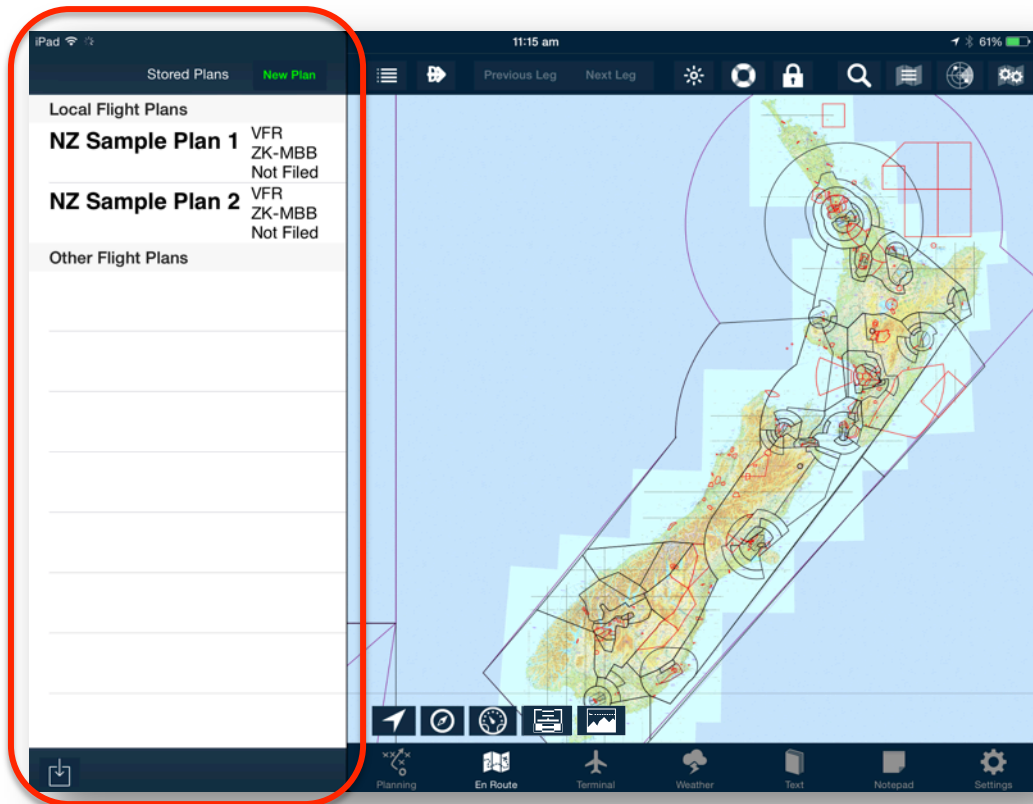 iPad 11:15 am 61%
Stored Plans New Plan Previous Leg Next Leg
Local Flight Plans
NZ Sample Plan 1
VFR
ZK-MBB
Not Filed
NZ Sample Plan 2
VFR
ZK-MBB
Not Filed
Other Flight Plans
Planning En Route Terminal Weather Text Notepad Settings